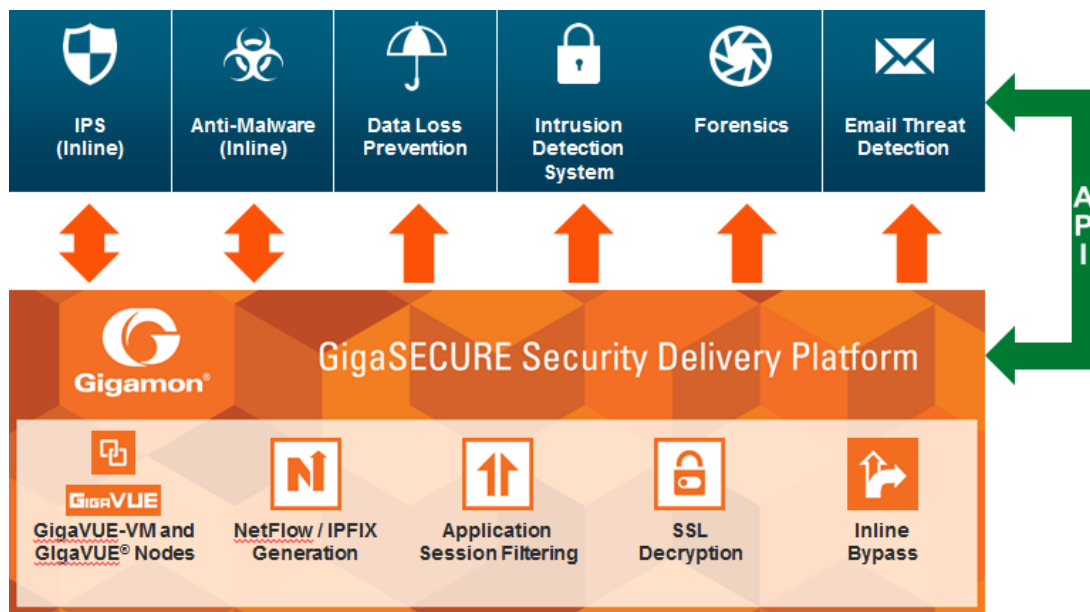 IPS
(Inline)
Anti-Malware
(Inline)
Data Loss
Prevention
Intrusion
Detection
System
Forensics
Email Threat
Detection
API
Gigamon®
GigaSECURE Security Delivery Platform
GIGAVUE
GigaVUE-VM and
GIgaVUE® Nodes
NetFlow / IPFIX
Generation
Application
Session Filtering
SSL
Decryption
Inline
Bypass